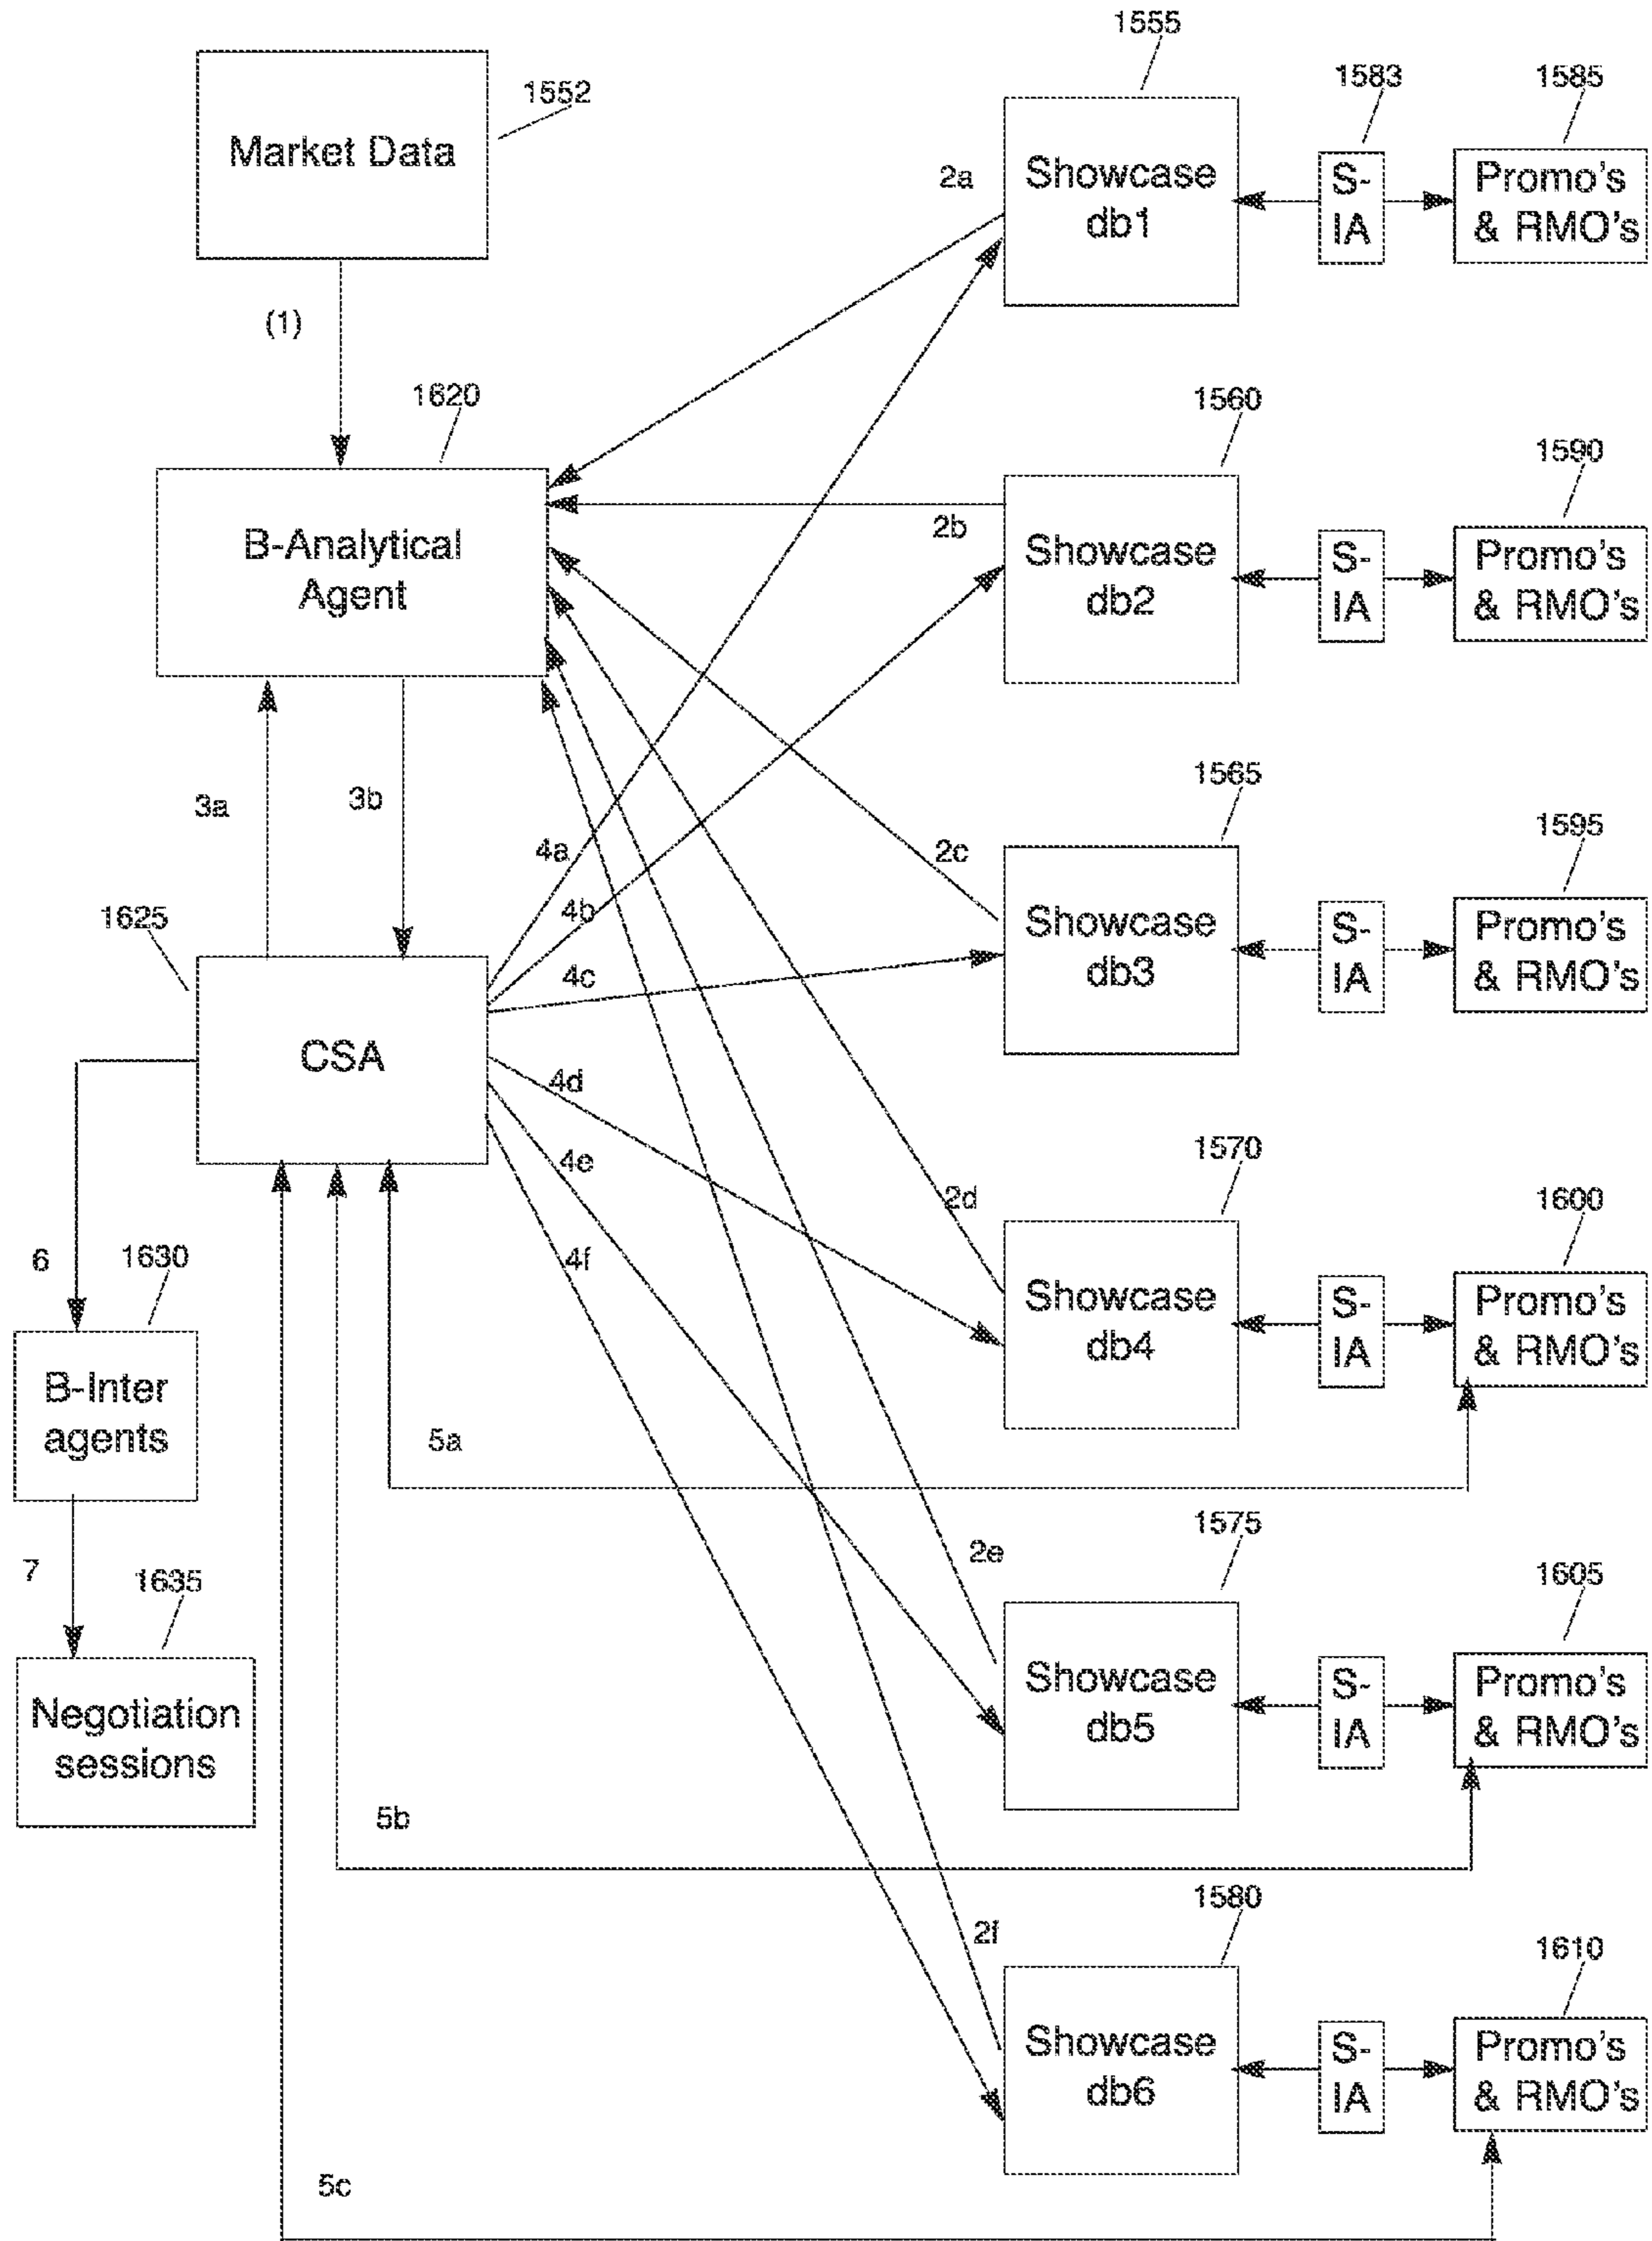 1555
1583
1585
1552
Market Data
2a
Showcase
db1
S-
IA
Promo's
& RMO's
(1)
1620
1560
1590
B-Analytical
Agent
2b
Showcase
db2
S-
IA
Promo's
& RMO's
1565
1595
3a
3b
4a
2c
Showcase
db3
S-
IA
Promo's
& RMO's
1625
4b
4c
CSA
4d
4e
4f
1570
1600
2d
Showcase
db4
S-
IA
Promo's
& RMO's
6
1630
B-Inter
agents
5a
1575
1605
2e
Showcase
db5
S-
IA
Promo's
& RMO's
7
1635
Negotiation
sessions
5b
1580
1610
2f
Showcase
db6
S-
IA
Promo's
& RMO's
5c